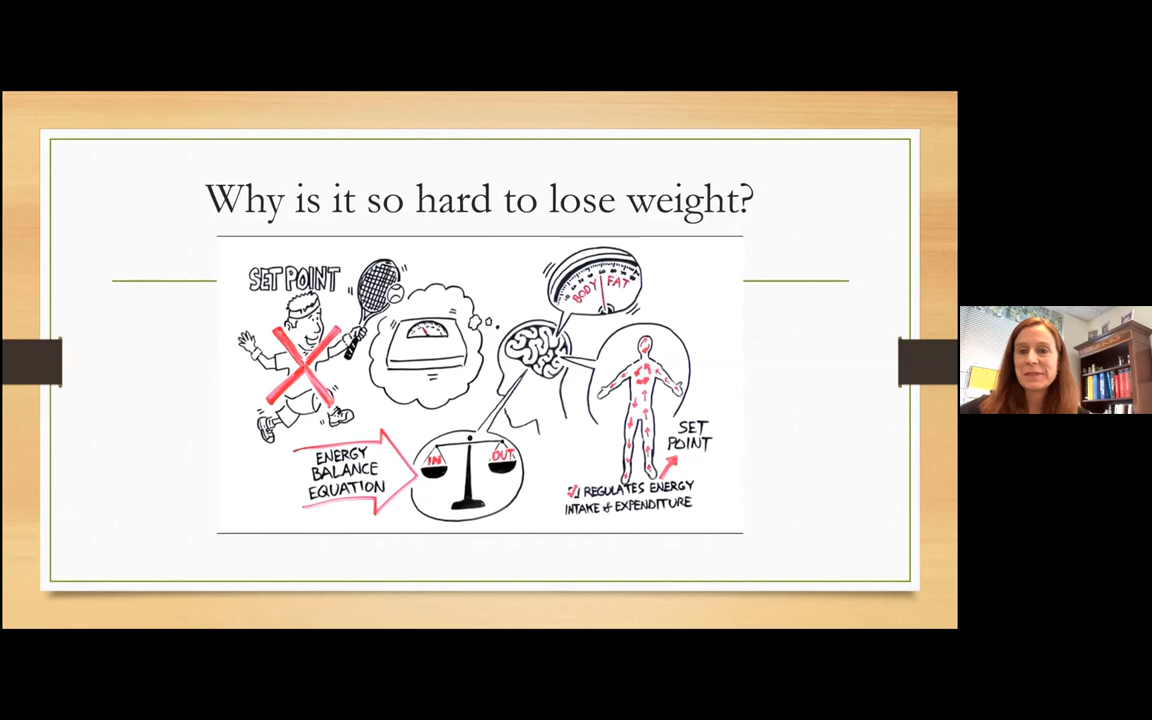 Why is it so hard to lose weight?
SET POINT
BODY FAT
ENERGY
BALANCE
EQUATION
IN
OUT
SET
POINT
REGULATES ENERGY
INTAKE & EXPENDITURE